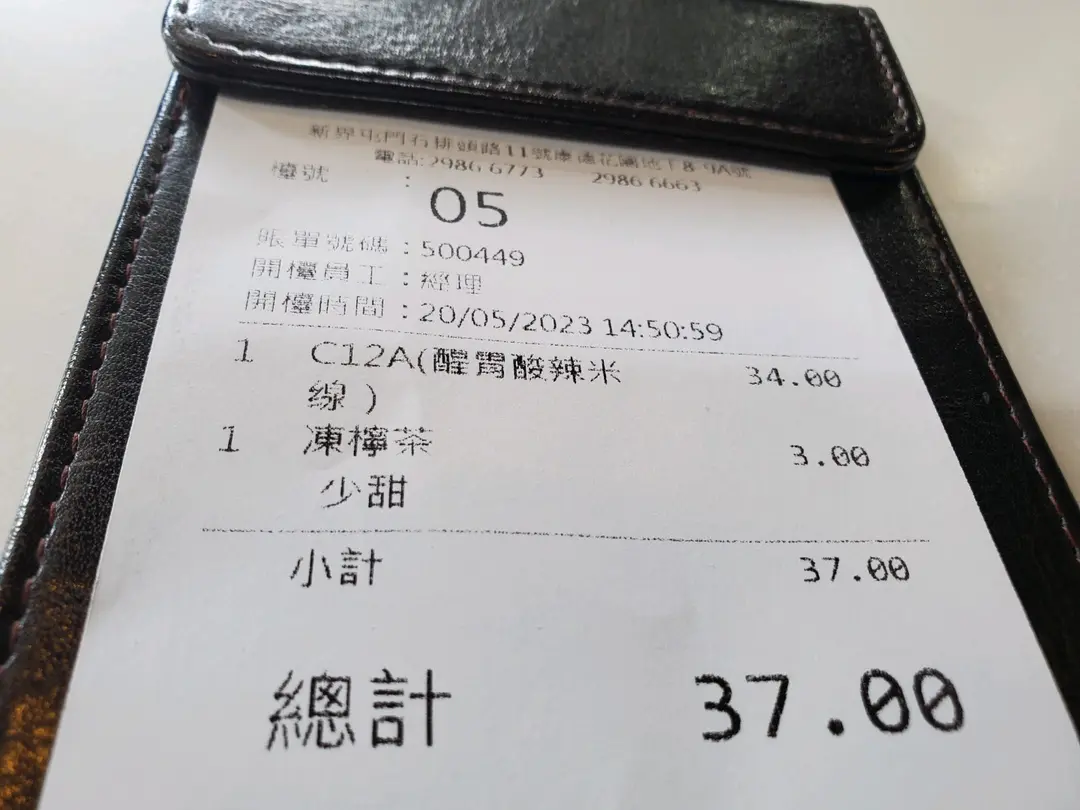 新界屯門石排頭路11號康德花園地下8-9A號
電話:2986 6773 2986 6663
檯號 : 05
賬單號碼 : 500449
開檯員工 : 經理
開檯時間 : 20/05/2023 14:50:59
1 C12A(醒胃酸辣米 34.00
線 )
1 凍檸茶 3.00
少甜
小計 37.00
總計 37.00